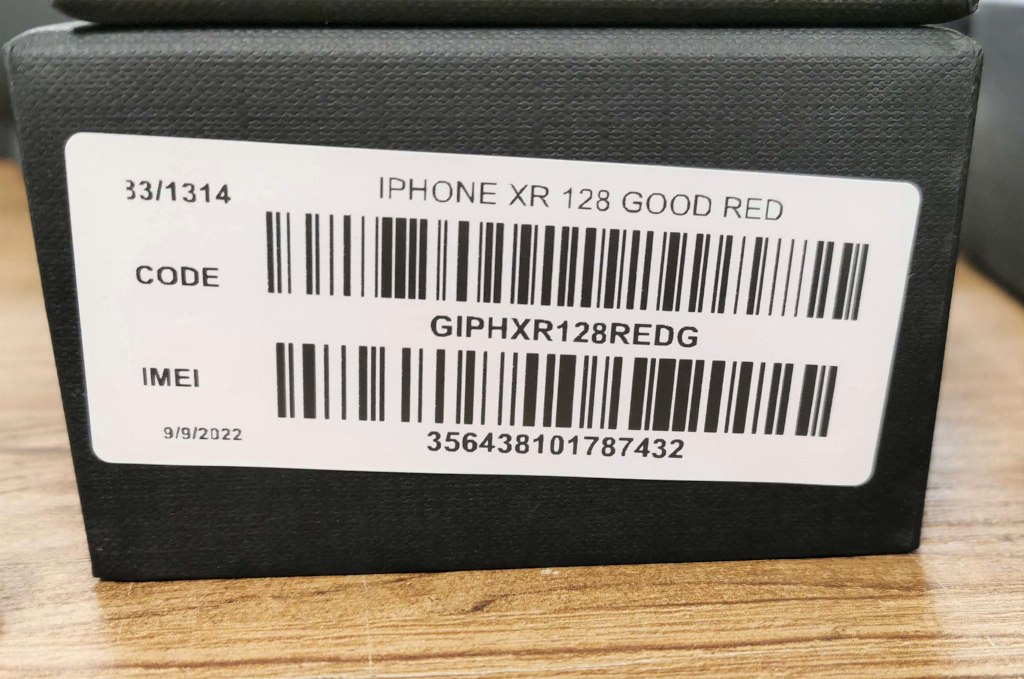 33/1314
IPHONE XR 128 GOOD RED
CODE
GIPHXR128REDG
IMEI
9/9/2022
356438101787432